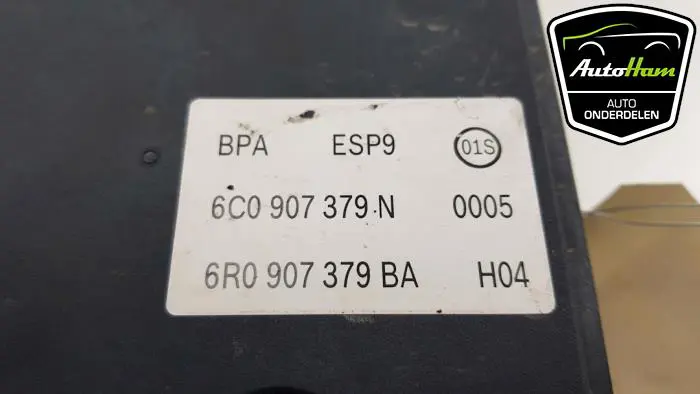 AutoHam
AUTO
ONDERDELEN
BPA ESP9 01S
6C0 907 379 N 0005
6R0 907 379 BA H04